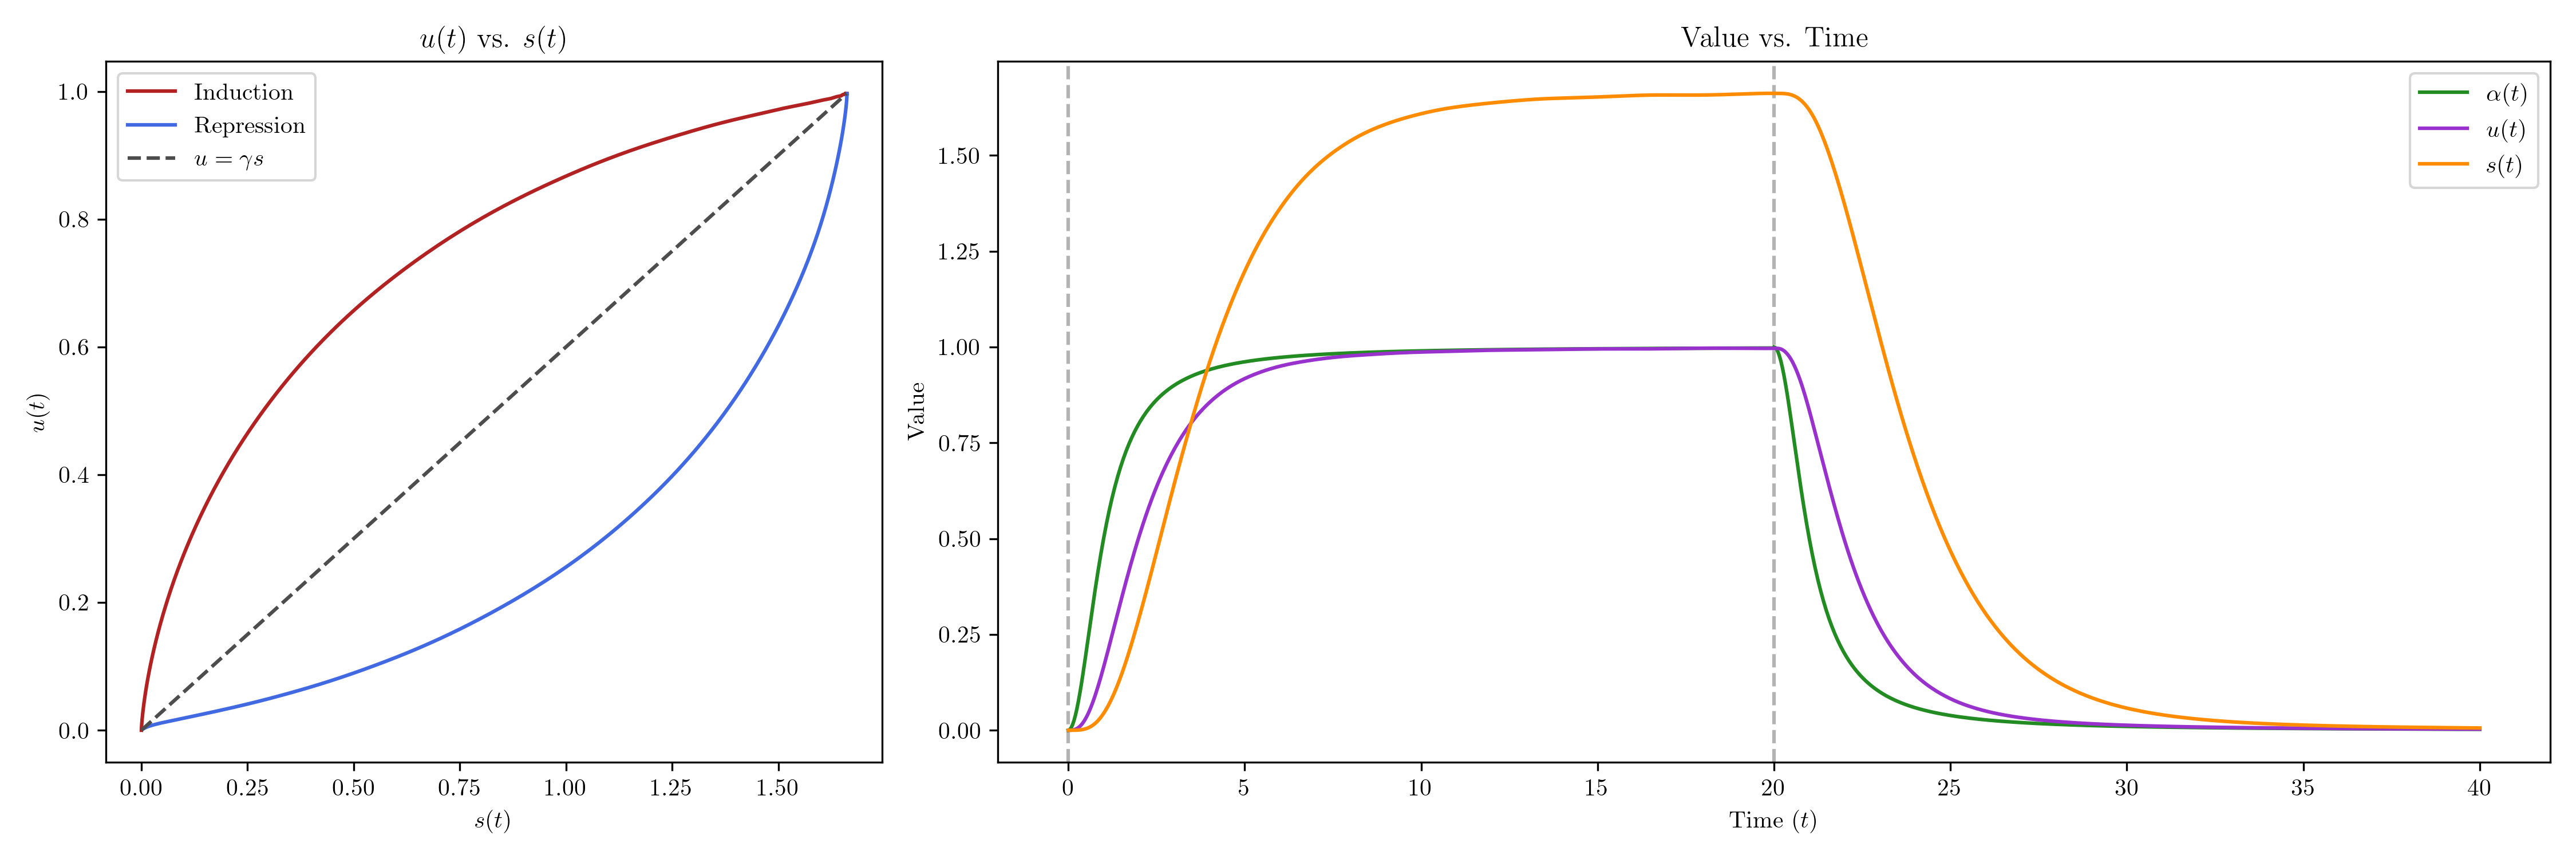 u(t) vs. s(t)
Induction
Repression
u = γs
1.0
0.8
0.6
0.4
0.2
0.0
u(t)
0.00 0.25 0.50 0.75 1.00 1.25 1.50
s(t)
Value vs. Time
α(t)
u(t)
s(t)
1.50
1.25
1.00
0.75
0.50
0.25
0.00
Value
0 5 10 15 20 25 30 35 40
Time (t)